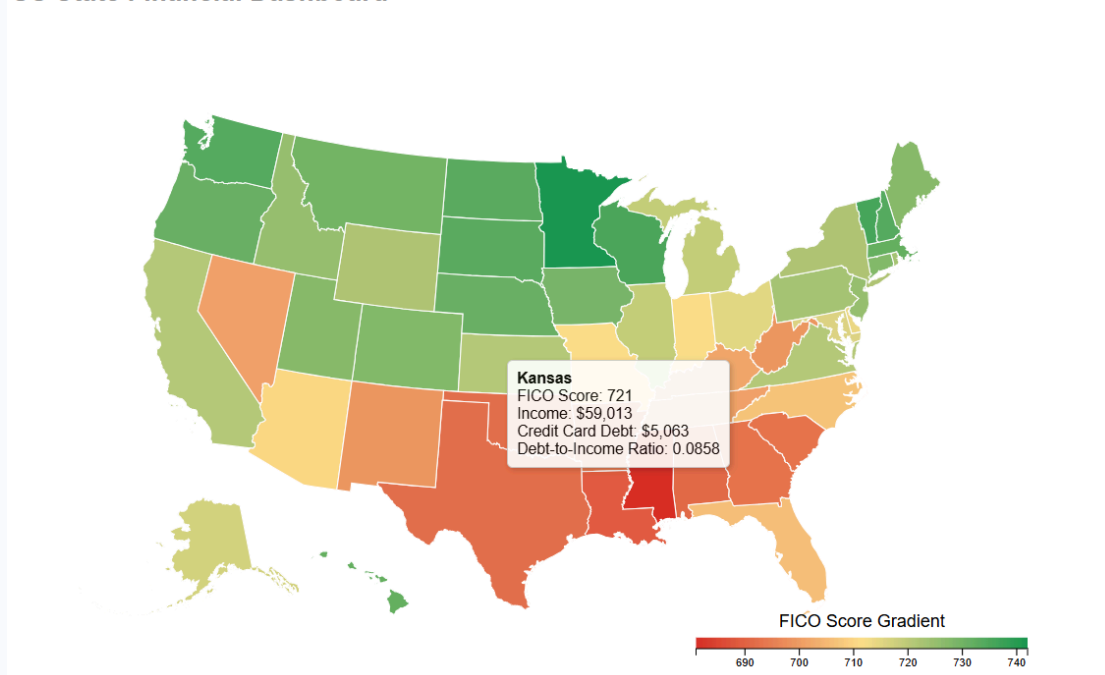 Kansas
FICO Score: 721
Income: $59,013
Credit Card Debt: $5,063
Debt-to-Income Ratio: 0.0858
FICO Score Gradient
690 700 710 720 730 740